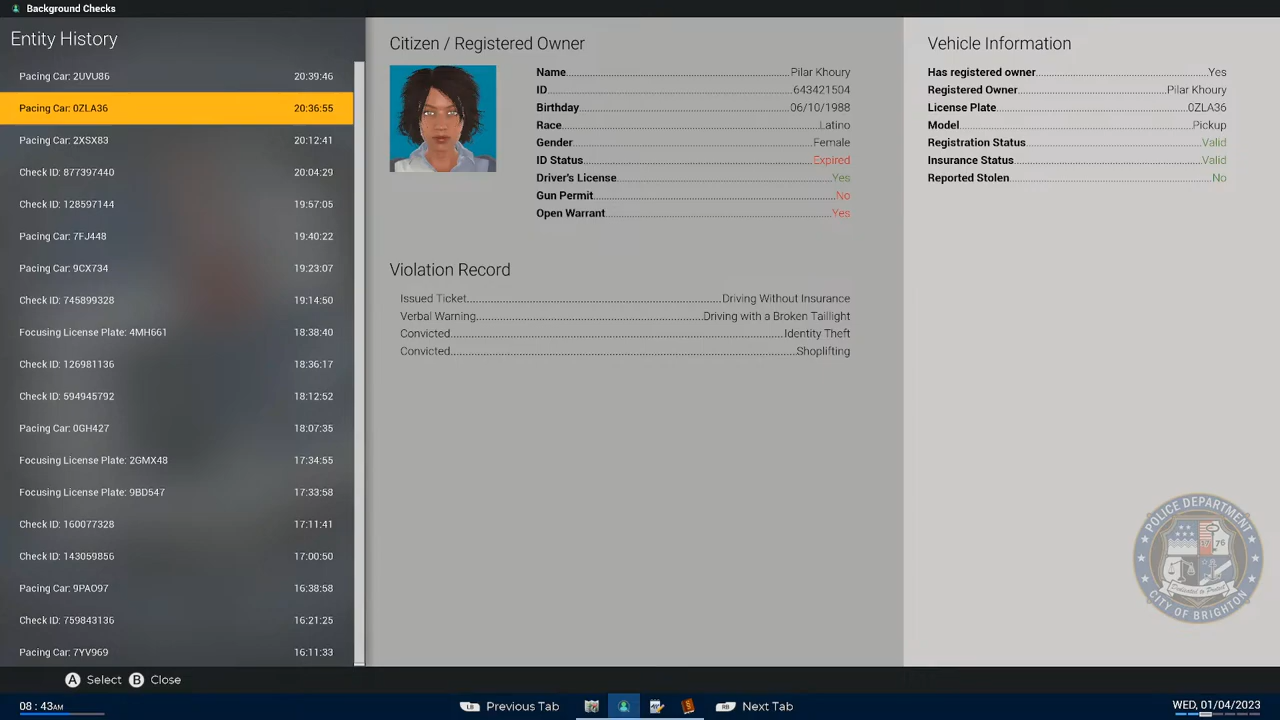 Background Checks
Entity History
Pacing Car: 2UVU86 20:39:46
Pacing Car: 0ZLA36 20:36:55
Pacing Car: 2XSX83 20:12:41
Check ID: 877397440 20:04:29
Check ID: 128597144 19:57:05
Pacing Car: 7FJ448 19:40:22
Pacing Car: 9CX734 19:23:07
Check ID: 745899328 19:14:50
Focusing License Plate: 4MH661 18:38:40
Check ID: 126981136 18:36:17
Check ID: 594945792 18:12:52
Pacing Car: 0GH427 18:07:35
Focusing License Plate: 2GMX48 17:34:55
Focusing License Plate: 9BD547 17:33:58
Check ID: 160077328 17:11:41
Check ID: 143059856 17:00:50
Pacing Car: 9PAO97 16:38:58
Check ID: 759843136 16:21:25
Pacing Car: 7YV969 16:11:33
Citizen / Registered Owner
Name Pilar Khoury
ID 643421504
Birthday 06/10/1988
Race Latino
Gender Female
ID Status Expired
Driver's License Yes
Gun Permit No
Open Warrant Yes
Violation Record
Issued Ticket Driving Without Insurance
Verbal Warning Driving with a Broken Taillight
Convicted Identity Theft
Convicted Shoplifting
Vehicle Information
Has registered owner Yes
Registered Owner Pilar Khoury
License Plate 0ZLA36
Model Pickup
Registration Status Valid
Insurance Status Valid
Reported Stolen No
POLICE DEPARTMENT
1776
CITY OF BRIGHTON
A Select B Close
08 : 43AM
LB Previous Tab
RB Next Tab
WED, 01/04/2023